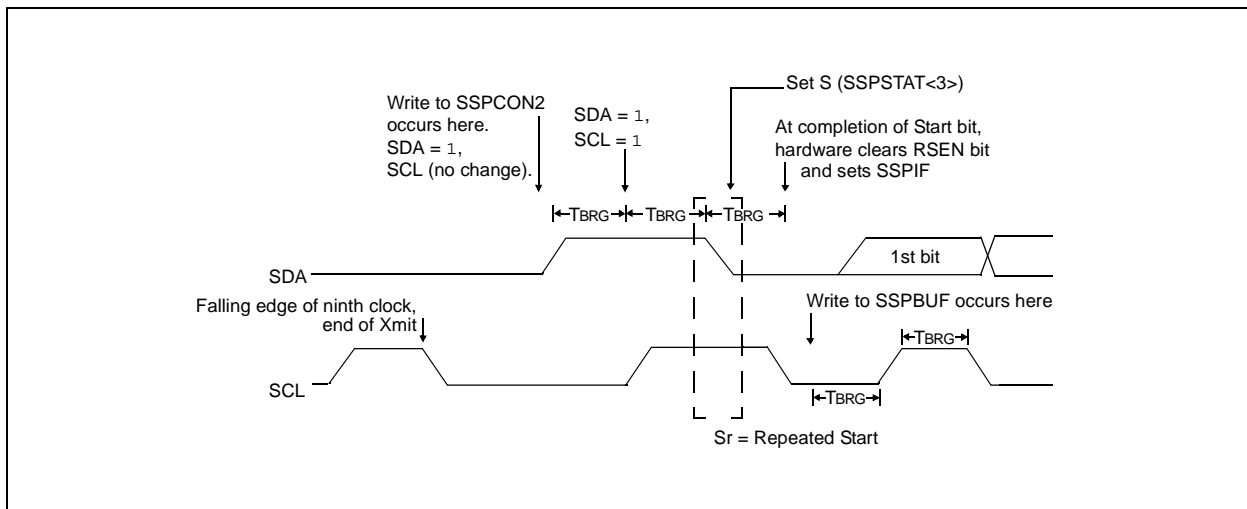 Set S (SSPSTAT<3>)
Write to SSPCON2
occurs here.
SDA = 1,
SCL (no change).
SDA = 1,
SCL = 1
At completion of Start bit,
hardware clears RSEN bit
and sets SSPIF
TBRG
TBRG
TBRG
SDA
1st bit
Falling edge of ninth clock,
end of Xmit
Write to SSPBUF occurs here
TBRG
SCL
TBRG
Sr = Repeated Start